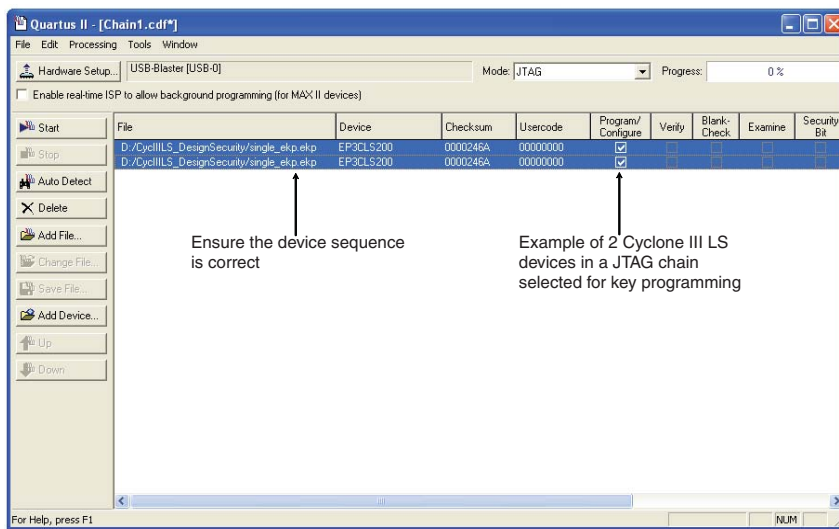 Quartus II - [Chain1.cdf*]
File Edit Processing Tools Window
Hardware Setup... USB-Blaster [USB-0] Mode: JTAG Progress: 0 %
Enable real-time ISP to allow background programming (for MAX II devices)
Start
Stop
Auto Detect
Delete
Add File...
Change File...
Save File...
Add Device...
Up
Down
File Device Checksum Usercode Program/ Configure Verify Blank- Check Examine Security Bit
D:/CycIIILS_DesignSecurity/single_ekp.ekp EP3CLS200 0000246A 00000000
D:/CycIIILS_DesignSecurity/single_ekp.ekp EP3CLS200 0000246A 00000000
Ensure the device sequence
is correct
Example of 2 Cyclone III LS
devices in a JTAG chain
selected for key programming
For Help, press F1 NUM